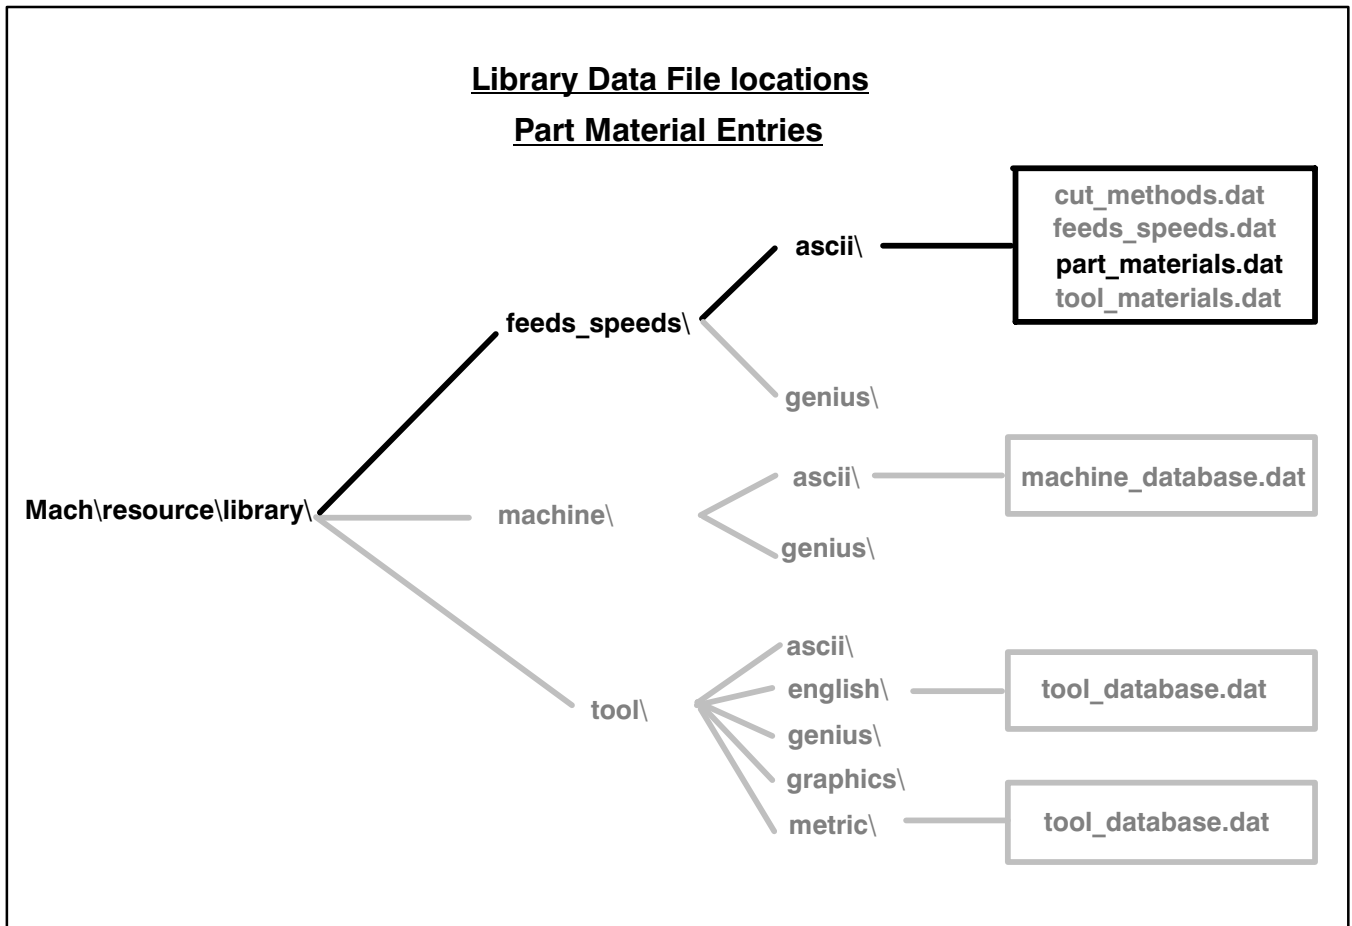 Library Data File locations
Part Material Entries
cut_methods.dat
feeds_speeds.dat
part_materials.dat
tool_materials.dat
ascii\
feeds_speeds\
genius\
Mach\resource\library\
machine\
ascii\
machine_database.dat
genius\
tool\
ascii\
english\
tool_database.dat
genius\
graphics\
metric\
tool_database.dat